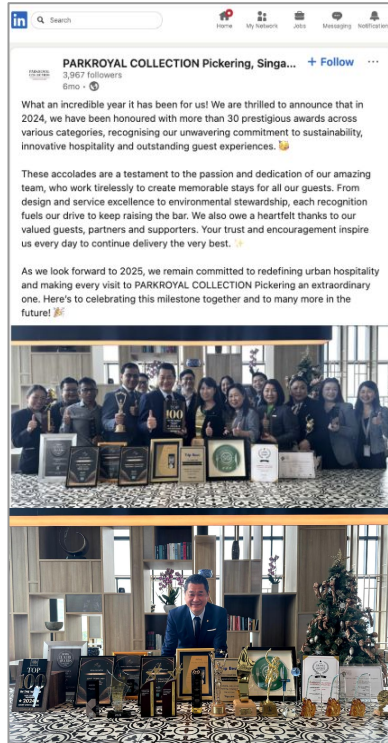 in
Search
Home
My Network
Jobs
Messaging
Notification
PARKROYAL COLLECTION Pickering, Singa...
+ Follow
...
3,967 followers
6mo •
What an incredible year it has been for us! We are thrilled to announce that in
2024, we have been honoured with more than 30 prestigious awards across
various categories, recognising our unwavering commitment to sustainability,
innovative hospitality and outstanding guest experiences. 🥳
These accolades are a testament to the passion and dedication of our amazing
team, who work tirelessly to create memorable stays for all our guests. From
design and service excellence to environmental stewardship, each recognition
fuels our drive to keep raising the bar. We also owe a heartfelt thanks to our
valued guests, partners and supporters. Your trust and encouragement inspire
us every day to continue delivery the very best. ✨
As we look forward to 2025, we remain committed to redefining urban hospitality
and making every visit to PARKROYAL COLLECTION Pickering an extraordinary
one. Here's to celebrating this milestone together and to many more in the
future! 🎉
TOP
100
TOP
100
2024